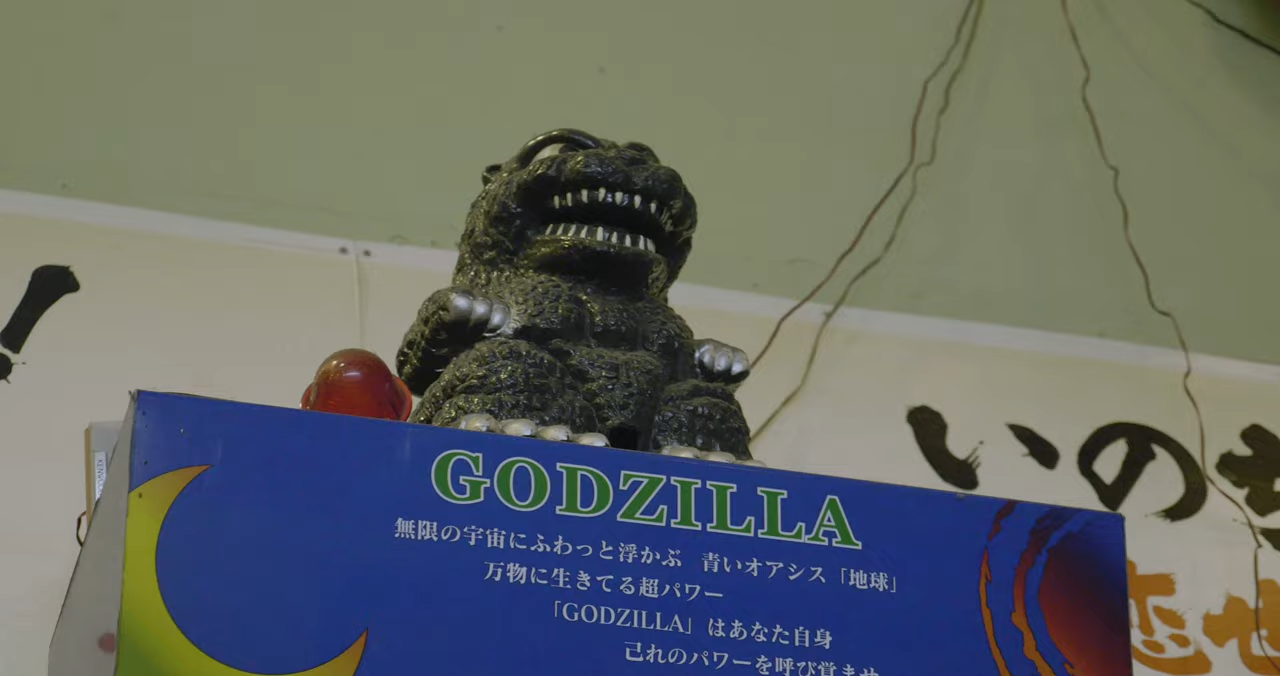 ！
いの
恋せ
GODZILLA
無限の宇宙にふわっと浮かぶ 青いオアシス「地球」
万物に生きてる超パワー
「GODZILLA」はあなた自身
己れのパワーを呼び覚ませ